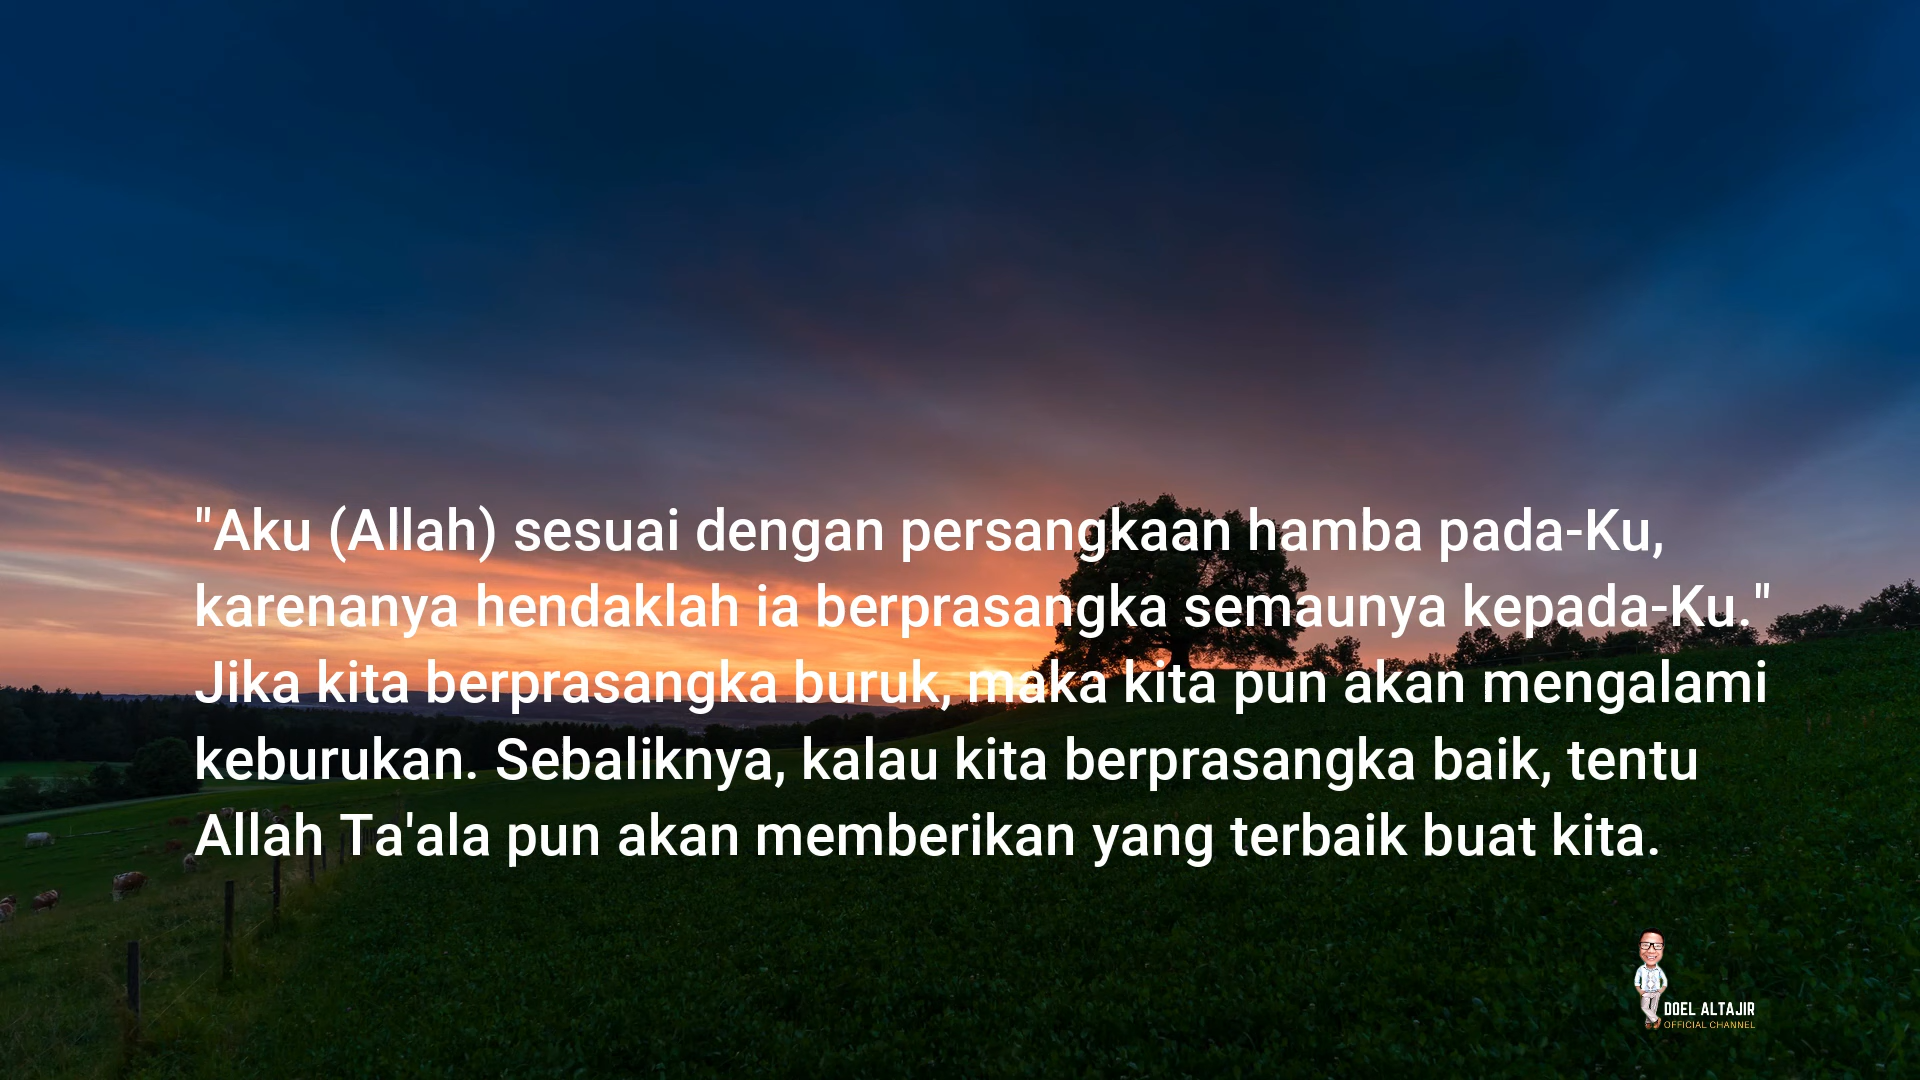 "Aku (Allah) sesuai dengan persangkaan hamba pada-Ku,
karenanya hendaklah ia berprasangka semaunya kepada-Ku."
Jika kita berprasangka buruk, maka kita pun akan mengalami
keburukan. Sebaliknya, kalau kita berprasangka baik, tentu
Allah Ta'ala pun akan memberikan yang terbaik buat kita.
DOEL ALTAJIR
OFFICIAL CHANNEL